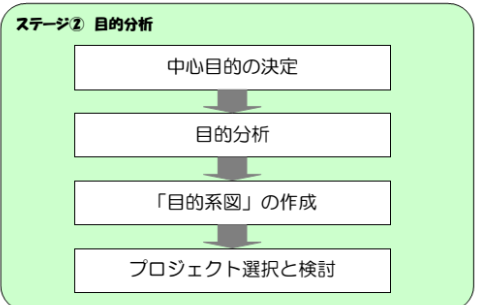 ステージ② 目的分析
中心目的の決定
目的分析
「目的系図」の作成
プロジェクト選択と検討